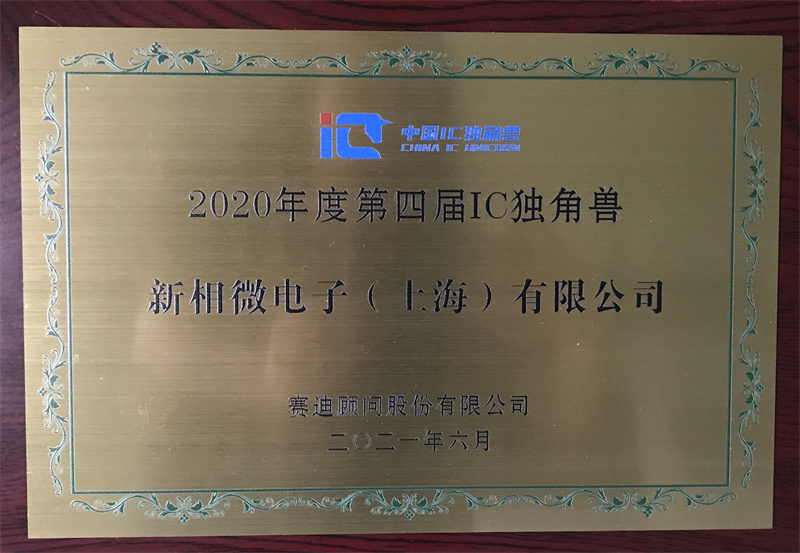 中国IC独角兽
CHINA IC UNICORN
2020年度第四届IC独角兽
新相微电子（上海）有限公司
赛迪顾问股份有限公司
二〇二一年六月